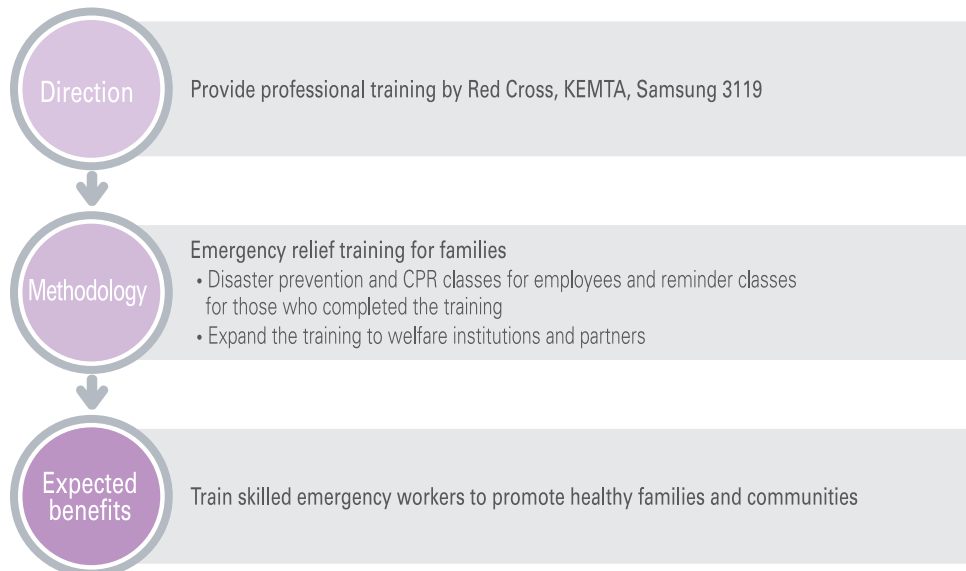 Direction
Provide professional training by Red Cross, KEMTA, Samsung 3119
Methodology
Emergency relief training for families
• Disaster prevention and CPR classes for employees and reminder classes
for those who completed the training
• Expand the training to welfare institutions and partners
Expected
benefits
Train skilled emergency workers to promote healthy families and communities